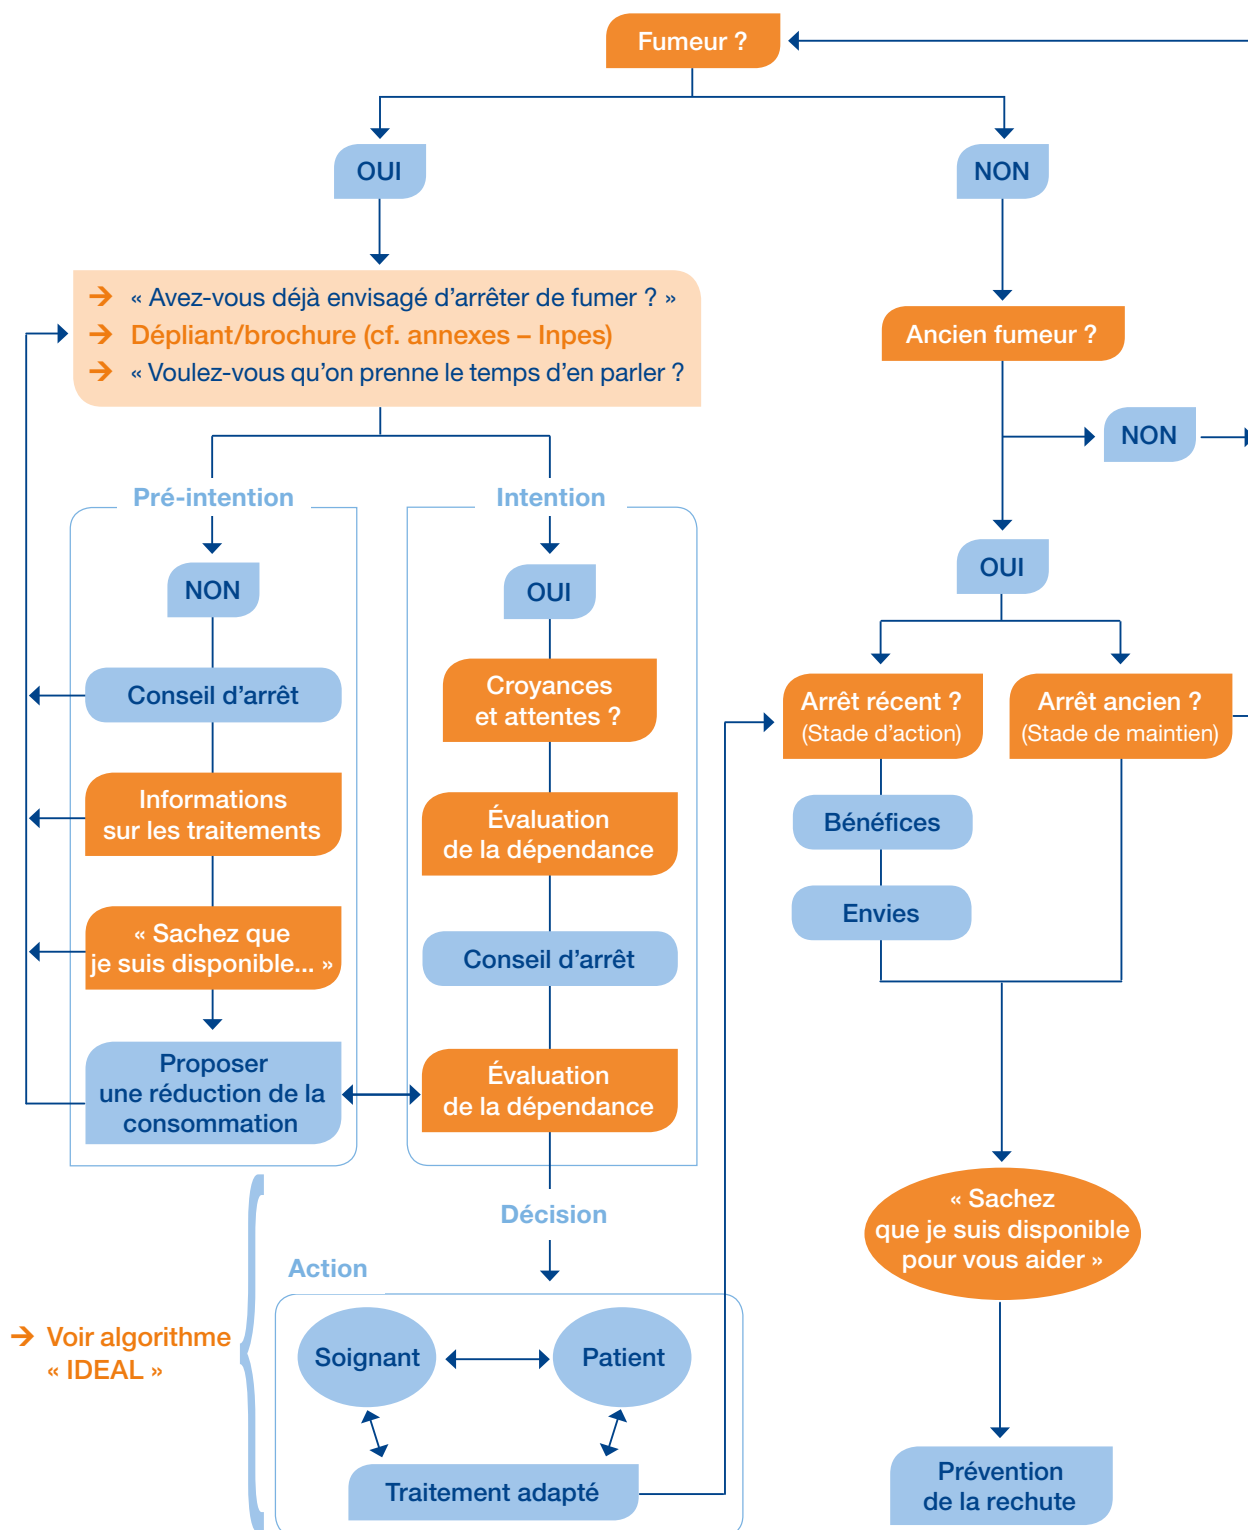 Fumeur ?
OUI
NON
→ « Avez-vous déjà envisagé d'arrêter de fumer ? »
→ Dépliant/brochure (cf. annexes – Inpes)
→ « Voulez-vous qu'on prenne le temps d'en parler ?
Ancien fumeur ?
NON
OUI
Pré-intention
NON
Conseil d'arrêt
Informations
sur les traitements
« Sachez que
je suis disponible... »
Proposer
une réduction de la
consommation
Intention
OUI
Croyances
et attentes ?
Évaluation
de la dépendance
Conseil d'arrêt
Évaluation
de la dépendance
Décision
Action
→ Voir algorithme
« IDEAL »
Soignant
Patient
Traitement adapté
Arrêt récent ?
(Stade d'action)
Bénéfices
Envies
Arrêt ancien ?
(Stade de maintien)
« Sachez
que je suis disponible
pour vous aider »
Prévention
de la rechute